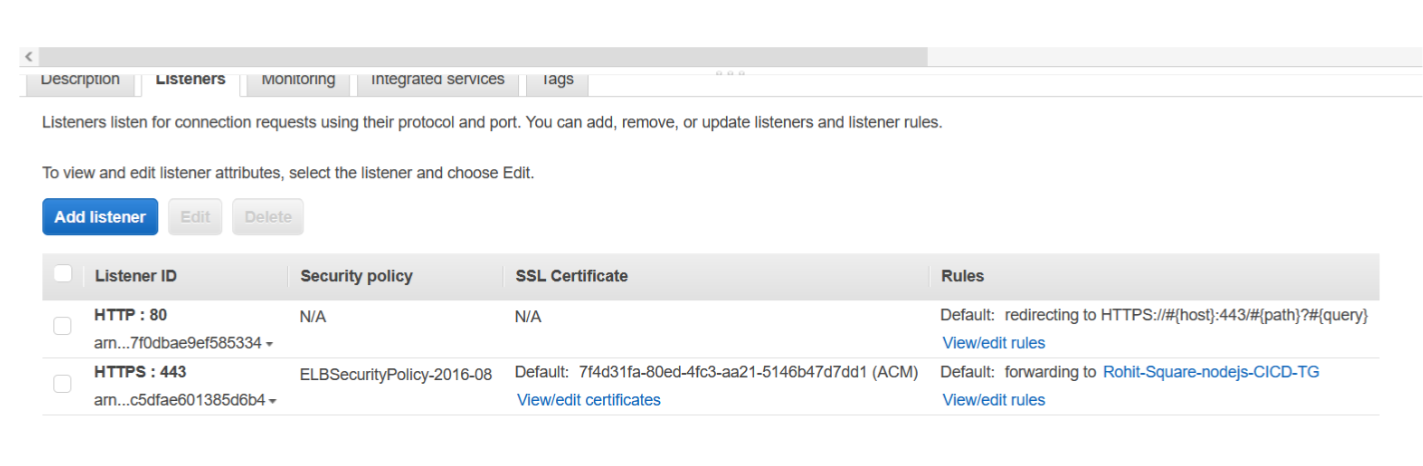 Description Listeners Monitoring Integrated services Tags
Listeners listen for connection requests using their protocol and port. You can add, remove, or update listeners and listener rules.
To view and edit listener attributes, select the listener and choose Edit.
Add listener Edit Delete
Listener ID Security policy SSL Certificate Rules
HTTP : 80 N/A N/A Default: redirecting to HTTPS://#{host}:443/#{path}?#{query}
arn...7f0dbae9ef585334 View/edit rules
HTTPS : 443 ELBSecurityPolicy-2016-08 Default: 7f4d31fa-80ed-4fc3-aa21-5146b47d7dd1 (ACM) Default: forwarding to Rohit-Square-nodejs-CICD-TG
arn...c5dfae601385d6b4 View/edit certificates View/edit rules